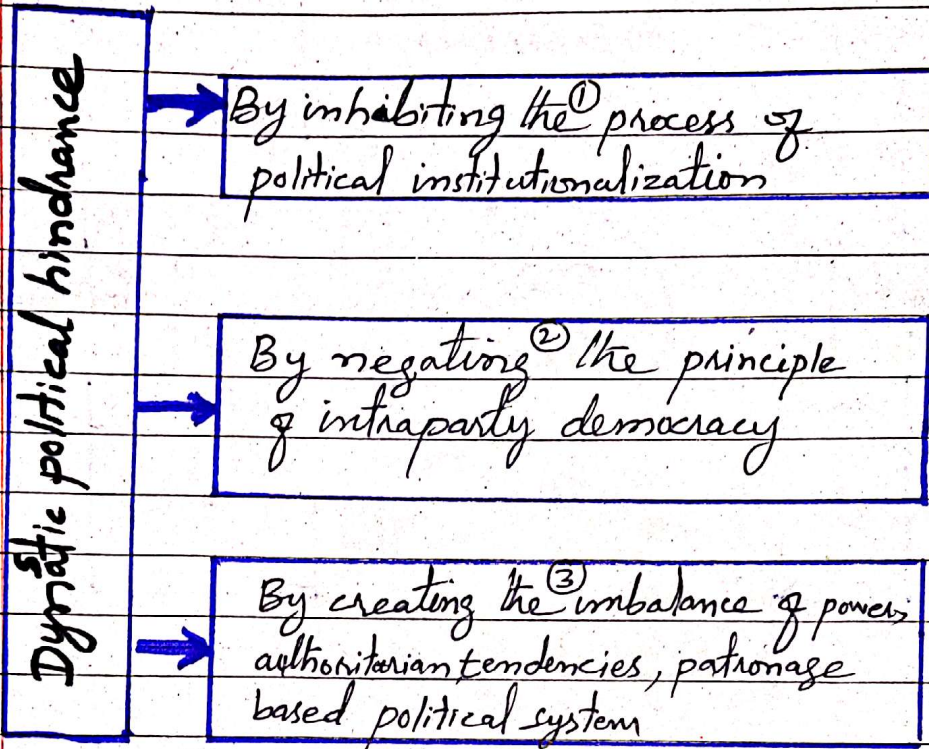 Dynastic political hindrance
①
By inhibiting the process of
political institutionalization
②
By negating the principle
of intraparty democracy
③
By creating the imbalance of powers,
authoritarian tendencies, patronage
based political system